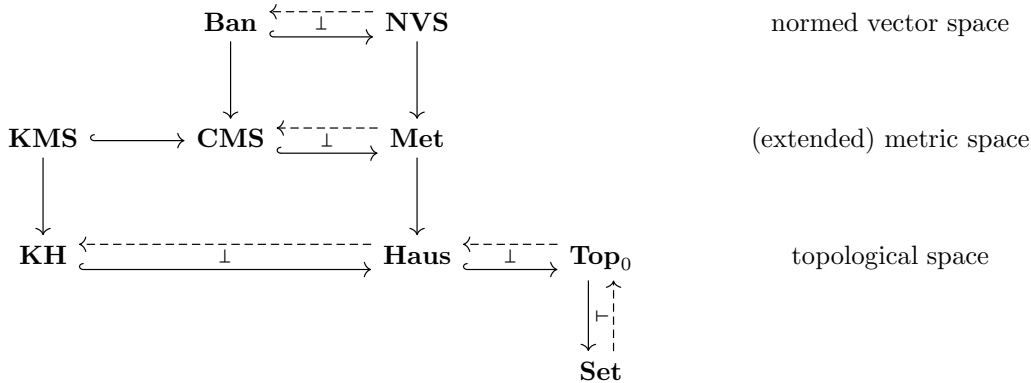 Ban ⊥ NVS normed vector space
KMS CMS ⊥ Met (extended) metric space
KH ⊥ Haus ⊥ Top₀ topological space
⊢
Set